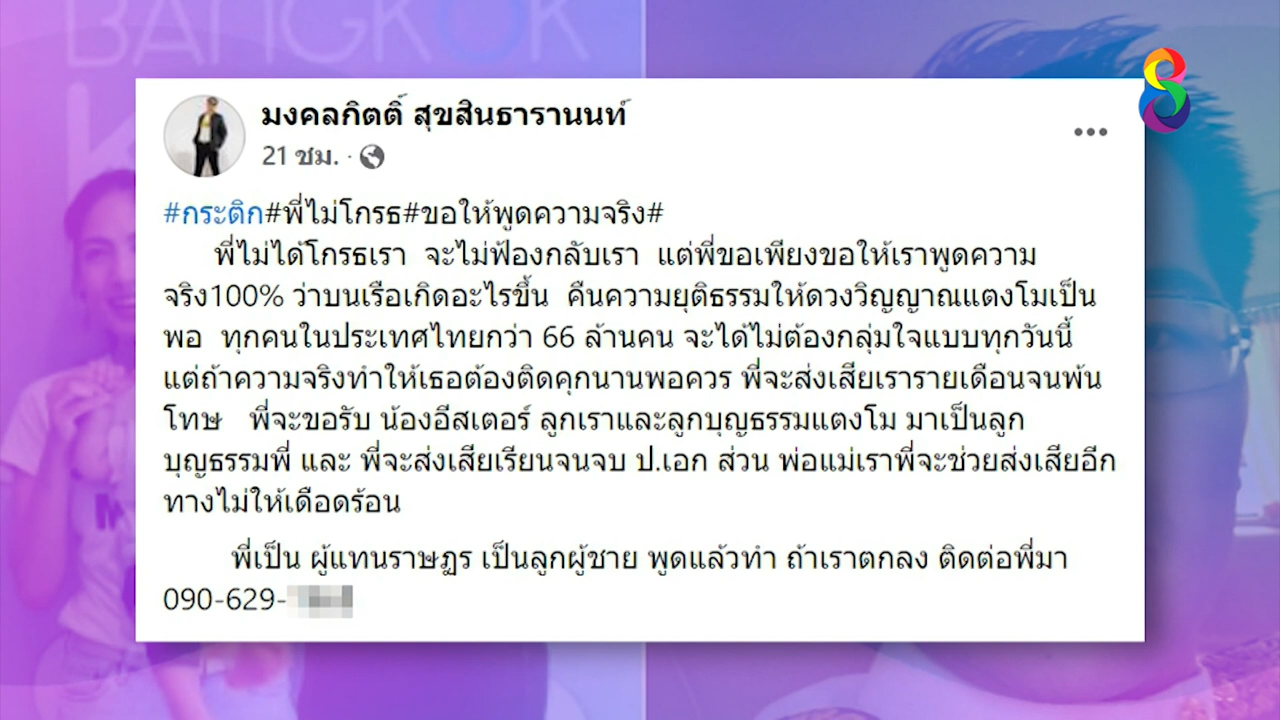 BANGKOK
8
มงคลกิตติ์ สุขสินธารานนท์
21 ชม. ·
#กระติก#พี่ไม่โกรธ#ขอให้พูดความจริง#
พี่ไม่ได้โกรธเรา จะไม่ฟ้องกลับเรา แต่พี่ขอเพียงขอให้เราพูดความ
จริง100% ว่าบนเรือเกิดอะไรขึ้น คืนความยุติธรรมให้ดวงวิญญาณแตงโมเป็น
พอ ทุกคนในประเทศไทยกว่า 66 ล้านคน จะได้ไม่ต้องกลุ่มใจแบบทุกวันนี้
แต่ถ้าความจริงทำให้เธอต้องติดคุกนานพอควร พี่จะส่งเสียเรารายเดือนจนพ้น
โทษ พี่จะขอรับ น้องอีสเตอร์ ลูกเราและลูกบุญธรรมแตงโม มาเป็นลูก
บุญธรรมพี่ และ พี่จะส่งเสียเรียนจนจบ ป.เอก ส่วน พ่อแม่เราพี่จะช่วยส่งเสียอีก
ทางไม่ให้เดือดร้อน
พี่เป็น ผู้แทนราษฏร เป็นลูกผู้ชาย พูดแล้วทำ ถ้าเราตกลง ติดต่อพี่มา
090-629-